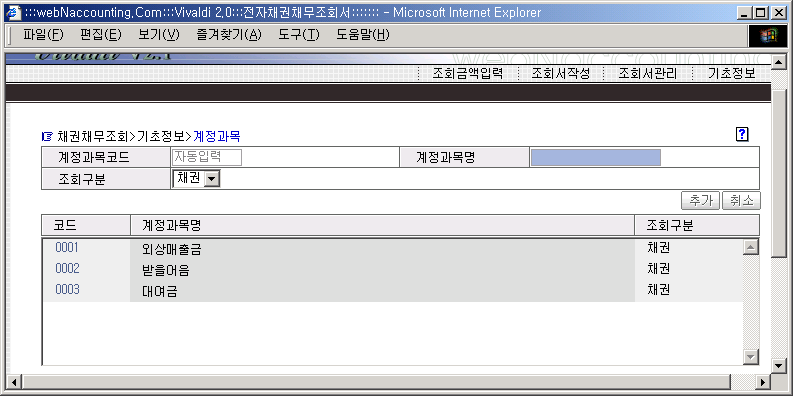 :::webNaccounting.Com:::Vivaldi 2.0:::전자채권채무조회서::::::: - Microsoft Internet Explorer
파일(F) 편집(E) 보기(V) 즐겨찾기(A) 도구(T) 도움말(H)
조회금액입력 조회서작성 조회서관리 기초정보
채권채무조회>기초정보>계정과목 ?
계정과목코드 자동입력 계정과목명
조회구분 채권
추가 취소
코드 계정과목명 조회구분
0001 외상매출금 채권
0002 받을어음 채권
0003 대여금 채권